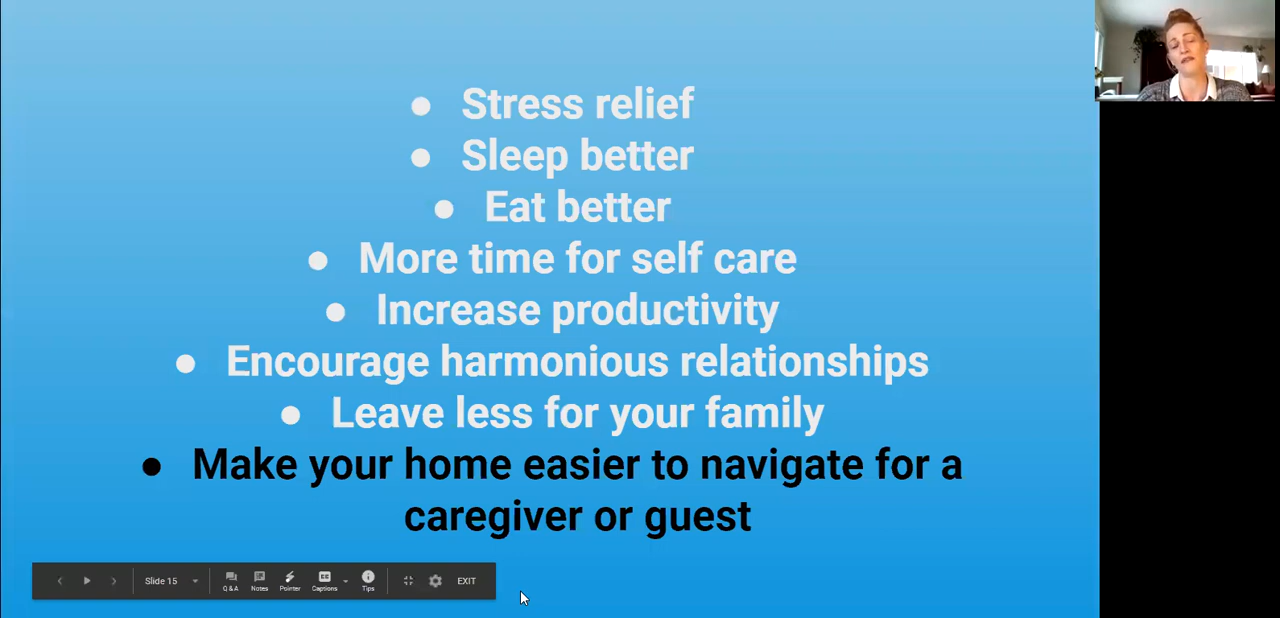 ● Stress relief
● Sleep better
● Eat better
● More time for self care
● Increase productivity
● Encourage harmonious relationships
● Leave less for your family
● Make your home easier to navigate for a
caregiver or guest
Slide 15 Q & A Notes Pointer CC Captions Tips EXIT